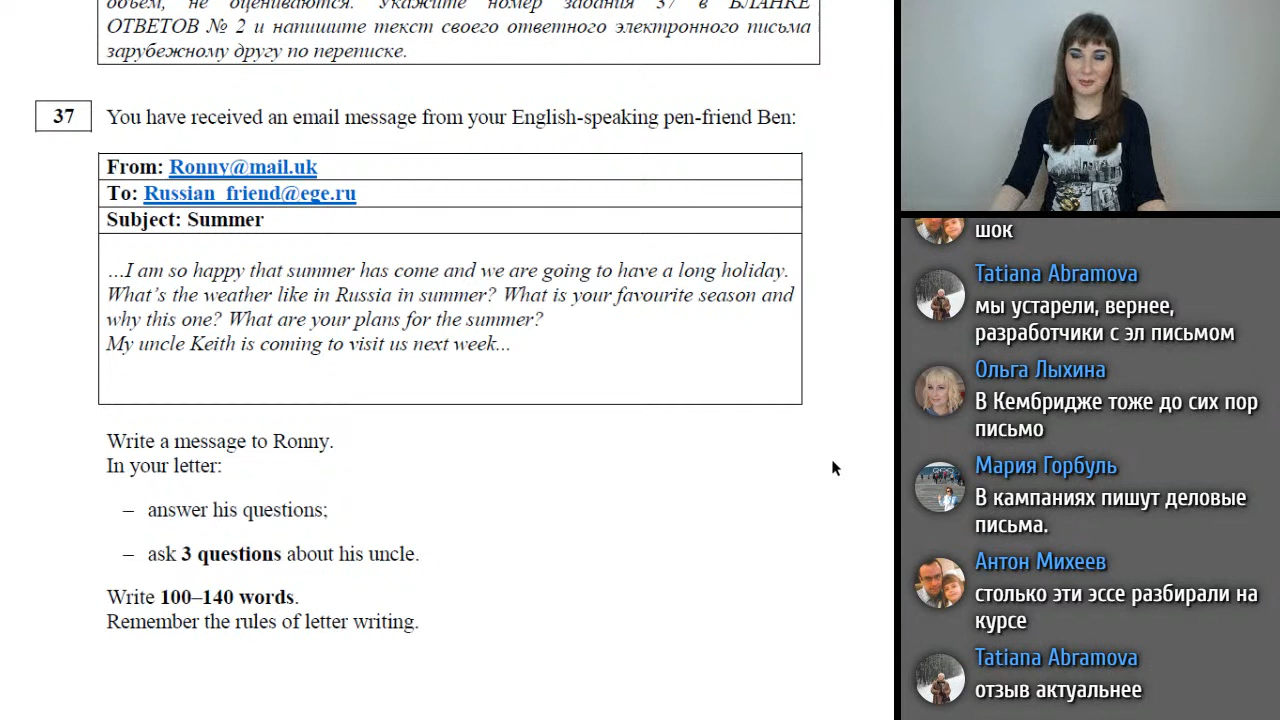 объём, не оцениваются. Укажите номер задания 37 в БЛАНКЕ
ОТВЕТОВ № 2 и напишите текст своего ответного электронного письма
зарубежному другу по переписке.
37
You have received an email message from your English-speaking pen-friend Ben:
From: Ronny@mail.uk
To: Russian_friend@ege.ru
Subject: Summer
…I am so happy that summer has come and we are going to have a long holiday.
What's the weather like in Russia in summer? What is your favourite season and
why this one? What are your plans for the summer?
My uncle Keith is coming to visit us next week...
Write a message to Ronny.
In your letter:
– answer his questions;
– ask 3 questions about his uncle.
Write 100–140 words.
Remember the rules of letter writing.
шок
Tatiana Abramova
мы устарели, вернее,
разработчики с эл письмом
Ольга Лыхина
В Кембридже тоже до сих пор
письмо
Мария Горбуль
В кампаниях пишут деловые
письма.
Антон Михеев
столько эти эссе разбирали на
курсе
Tatiana Abramova
отзыв актуальнее